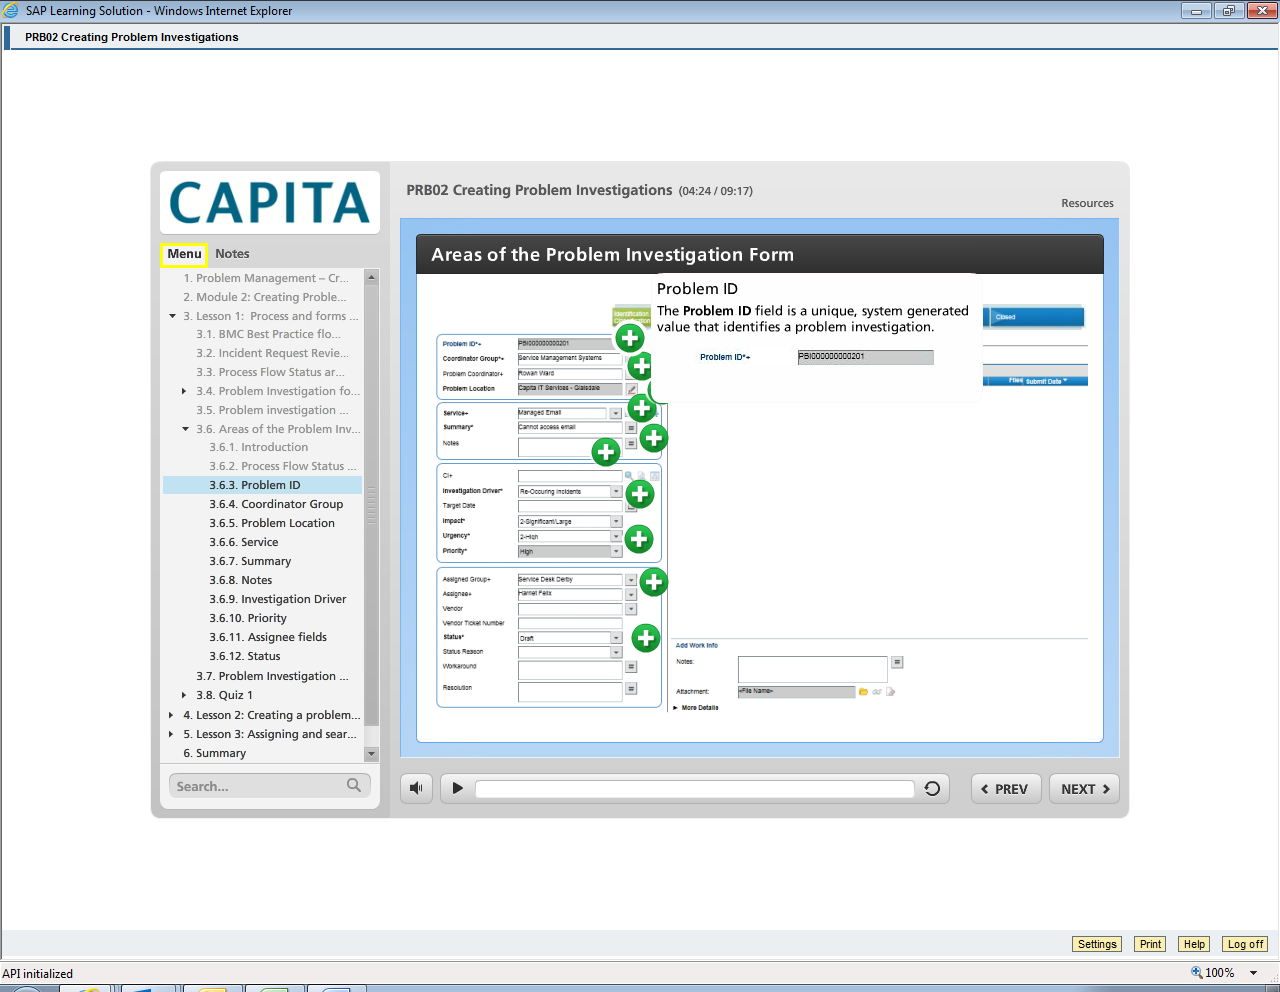 SAP Learning Solution - Windows Internet Explorer
PRB02 Creating Problem Investigations
CAPITA
PRB02 Creating Problem Investigations (04:24 / 09:17)
Resources
Menu Notes
1. Problem Management – Cr...
2. Module 2: Creating Proble...
3. Lesson 1: Process and forms ...
3.1. BMC Best Practice flo...
3.2. Incident Request Revie...
3.3. Process Flow Status ar...
3.4. Problem Investigation fo...
3.5. Problem investigation ...
3.6. Areas of the Problem Inv...
3.6.1. Introduction
3.6.2. Process Flow Status ...
3.6.3. Problem ID
3.6.4. Coordinator Group
3.6.5. Problem Location
3.6.6. Service
3.6.7. Summary
3.6.8. Notes
3.6.9. Investigation Driver
3.6.10. Priority
3.6.11. Assignee fields
3.6.12. Status
3.7. Problem Investigation ...
3.8. Quiz 1
4. Lesson 2: Creating a problem...
5. Lesson 3: Assigning and sear...
6. Summary
Search...
Areas of the Problem Investigation Form
Problem ID
The Problem ID field is a unique, system generated
value that identifies a problem investigation.
Problem ID*+ PBI000000000201
Closed
Files Submit Date
Problem ID*+ PBI000000000201
Coordinator Group*+ Service Management Systems
Problem Coordinator+ Rowan Ward
Problem Location Capita IT Services - Glaisdale
Service+ Managed Email
Summary* Cannot access email
Notes
CI+
Investigation Driver* Re-Occuring Incidents
Target Date
Impact* 2-Significant/Large
Urgency* 2-High
Priority* High
Assigned Group+ Service Desk Derby
Assignee+ Harriet Felix
Vendor
Vendor Ticket Number
Status* Draft
Status Reason
Workaround
Resolution
Add Work Info
Notes:
Attachment: <File Name>
More Details
PREV NEXT
Settings Print Help Log off
API initialized
100%